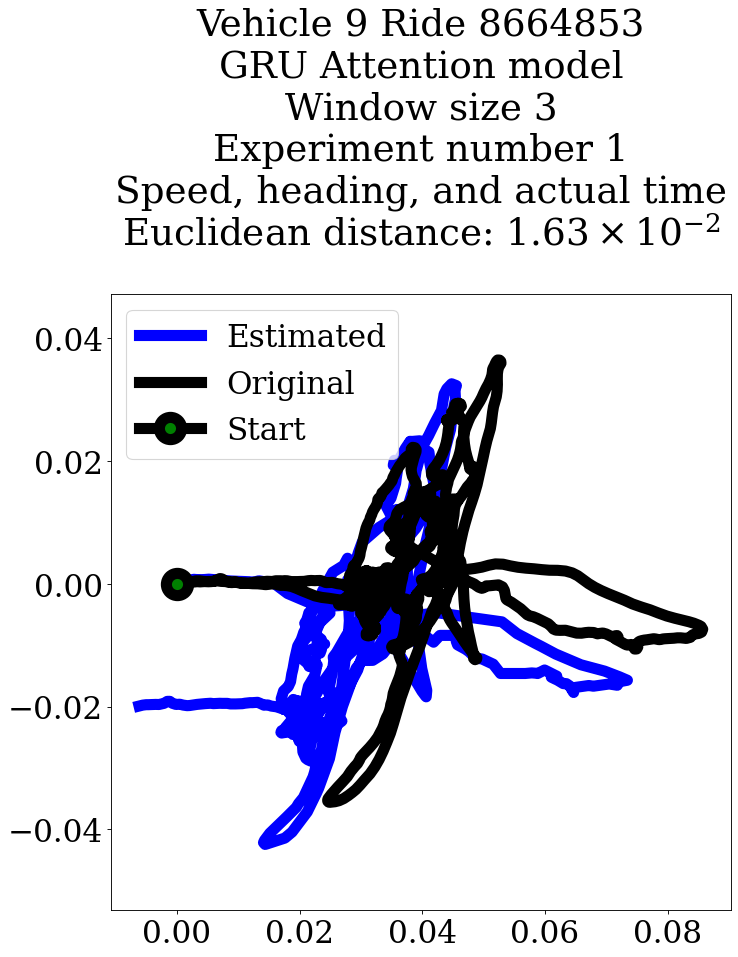 Vehicle 9 Ride 8664853
GRU Attention model
Window size 3
Experiment number 1
Speed, heading, and actual time
Euclidean distance: 1.63 × 10⁻²
Estimated
Original
Start
0.04
0.02
0.00
−0.02
−0.04
0.00 0.02 0.04 0.06 0.08